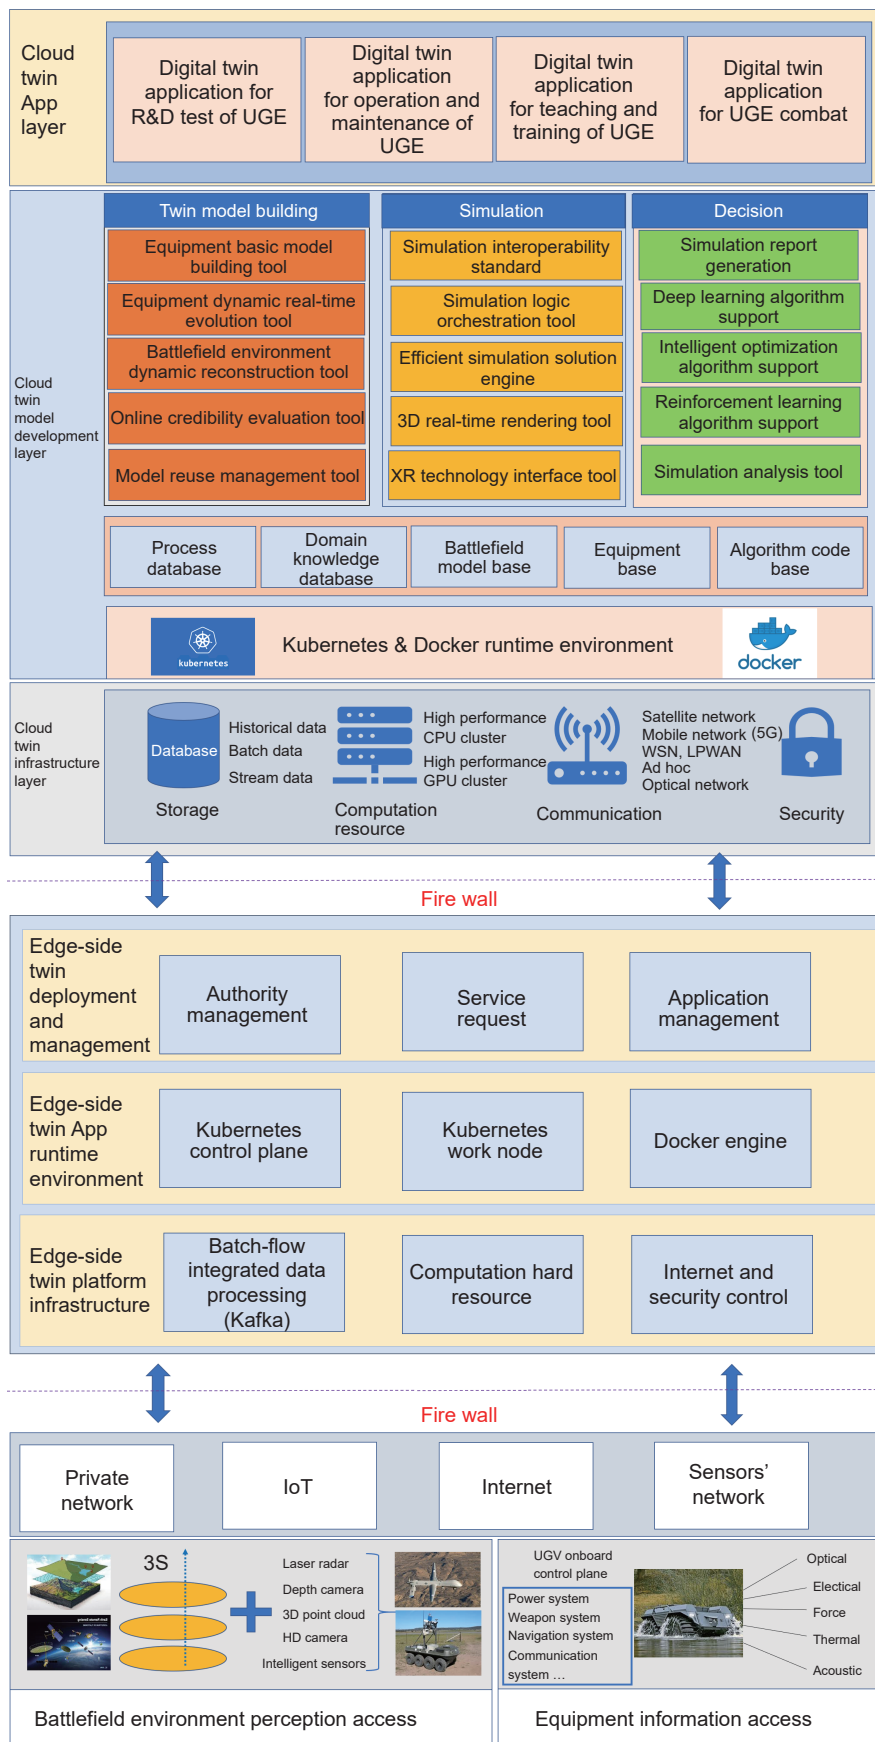 Cloud
twin
App
layer
Digital twin
application for
R&D test of UGE
Digital twin
application
for operation and
maintenance of
UGE
Digital twin
application
for teaching and
training of UGE
Digital twin
application
for UGE combat
Cloud
twin
model
development
layer
Twin model building
Equipment basic model
building tool
Equipment dynamic real-time
evolution tool
Battlefield environment
dynamic reconstruction tool
Online credibility evaluation tool
Model reuse management tool
Simulation
Simulation interoperability
standard
Simulation logic
orchestration tool
Efficient simulation solution
engine
3D real-time rendering tool
XR technology interface tool
Decision
Simulation report
generation
Deep learning algorithm
support
Intelligent optimization
algorithm support
Reinforcement learning
algorithm support
Simulation analysis tool
Process
database
Domain
knowledge
database
Battlefield
model base
Equipment
base
Algorithm code
base
kubernetes
Kubernetes & Docker runtime environment
docker
Cloud
twin
infrastructure
layer
Database
Historical data
Batch data
Stream data
Storage
High performance
CPU cluster
High performance
GPU cluster
Computation
resource
Communication
Satellite network
Mobile network (5G)
WSN, LPWAN
Ad hoc
Optical network
Security
Fire wall
Edge-side
twin
deployment
and
management
Authority
management
Service
request
Application
management
Edge-side
twin App
runtime
environment
Kubernetes
control plane
Kubernetes
work node
Docker engine
Edge-side
twin platform
infrastructure
Batch-flow
integrated data
processing
(Kafka)
Computation hard
resource
Internet and
security control
Fire wall
Private
network
IoT
Internet
Sensors'
network
3S
Laser radar
Depth camera
3D point cloud
HD camera
Intelligent sensors
Battlefield environment perception access
UGV onboard
control plane
Power system
Weapon system
Navigation system
Communication
system ...
Optical
Electical
Force
Thermal
Acoustic
Equipment information access